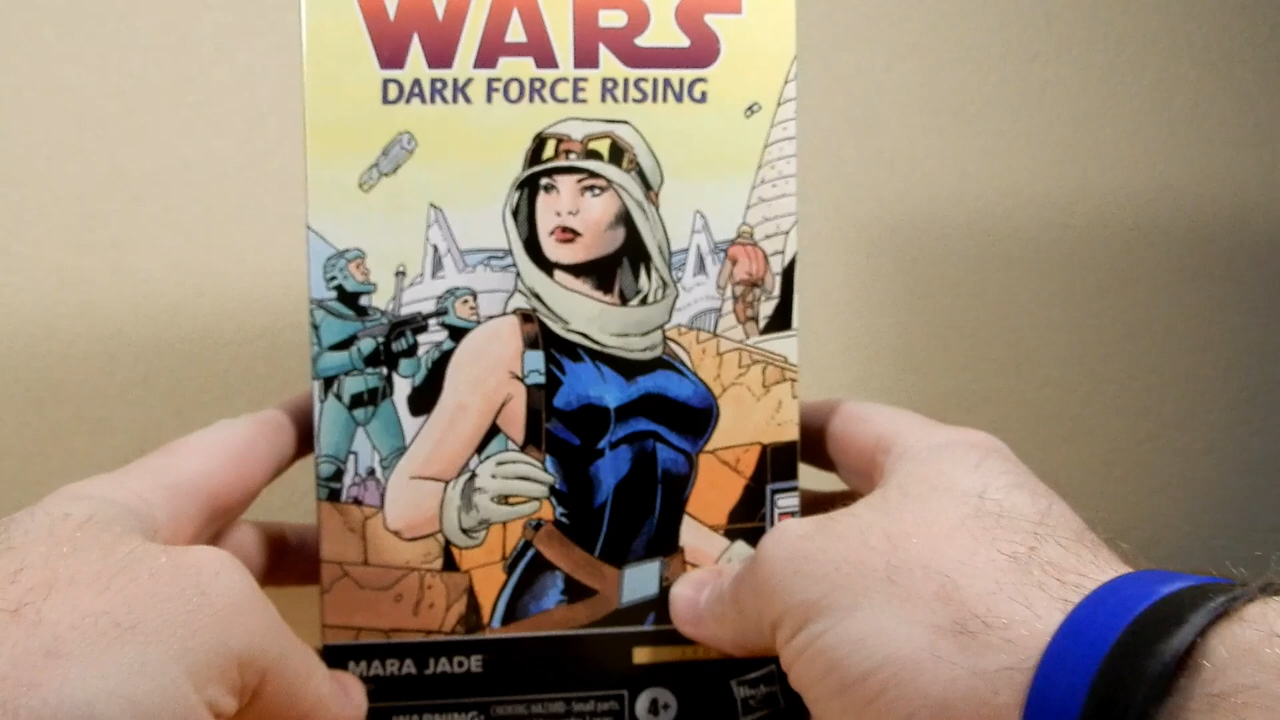 WARS
DARK FORCE RISING
MARA JADE
WARNING: CHOKING HAZARD-Small parts.
4+
Hasbro